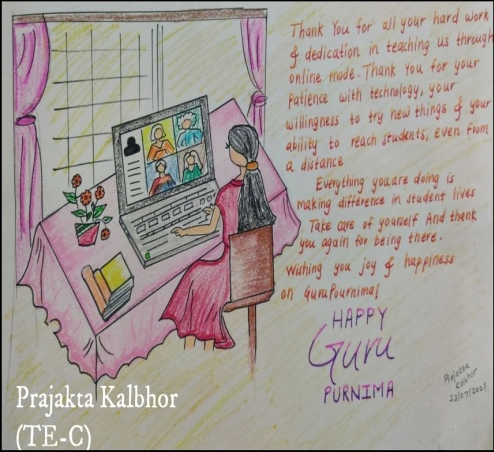 Thank You for all your hard work
& dedication in teaching us through
online mode. Thank You for your
Patience with technology, your
willingness to try new things & your
ability to reach students, even from
a distance
Everything you are doing is
making difference in student lives
Take care of yourself And thank
you again for being there.
Wishing you joy & happiness
on GuruPournima!
HAPPY
Guru
PURNIMA
Prajakta
Kalbhor
23/07/2021
Prajakta Kalbhor
(TE-C)